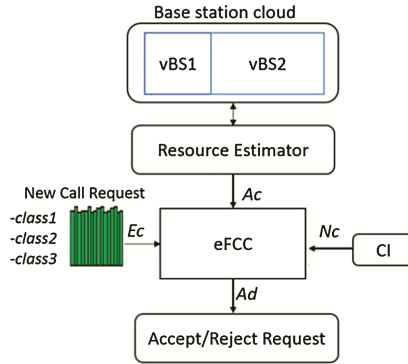 Base station cloud
vBS1
vBS2
Resource Estimator
Ac
New Call Request
-class1
-class2
-class3
Ec
eFCC
Nc
CI
Ad
Accept/Reject Request